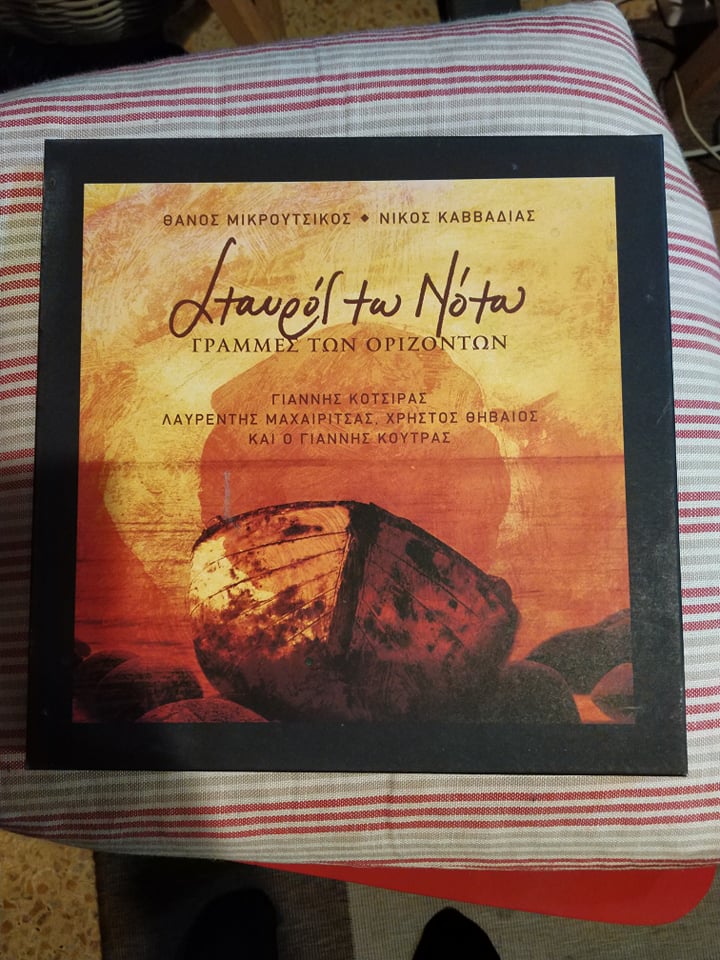 ΘΑΝΟΣ ΜΙΚΡΟΥΤΣΙΚΟΣ ◆ ΝΙΚΟΣ ΚΑΒΒΑΔΙΑΣ
Σταυρός του Νότου
ΓΡΑΜΜΕΣ ΤΩΝ ΟΡΙΖΟΝΤΩΝ
ΓΙΑΝΝΗΣ ΚΟΤΣΙΡΑΣ
ΛΑΥΡΕΝΤΗΣ ΜΑΧΑΙΡΙΤΣΑΣ, ΧΡΗΣΤΟΣ ΘΗΒΑΙΟΣ
ΚΑΙ Ο ΓΙΑΝΝΗΣ ΚΟΥΤΡΑΣ